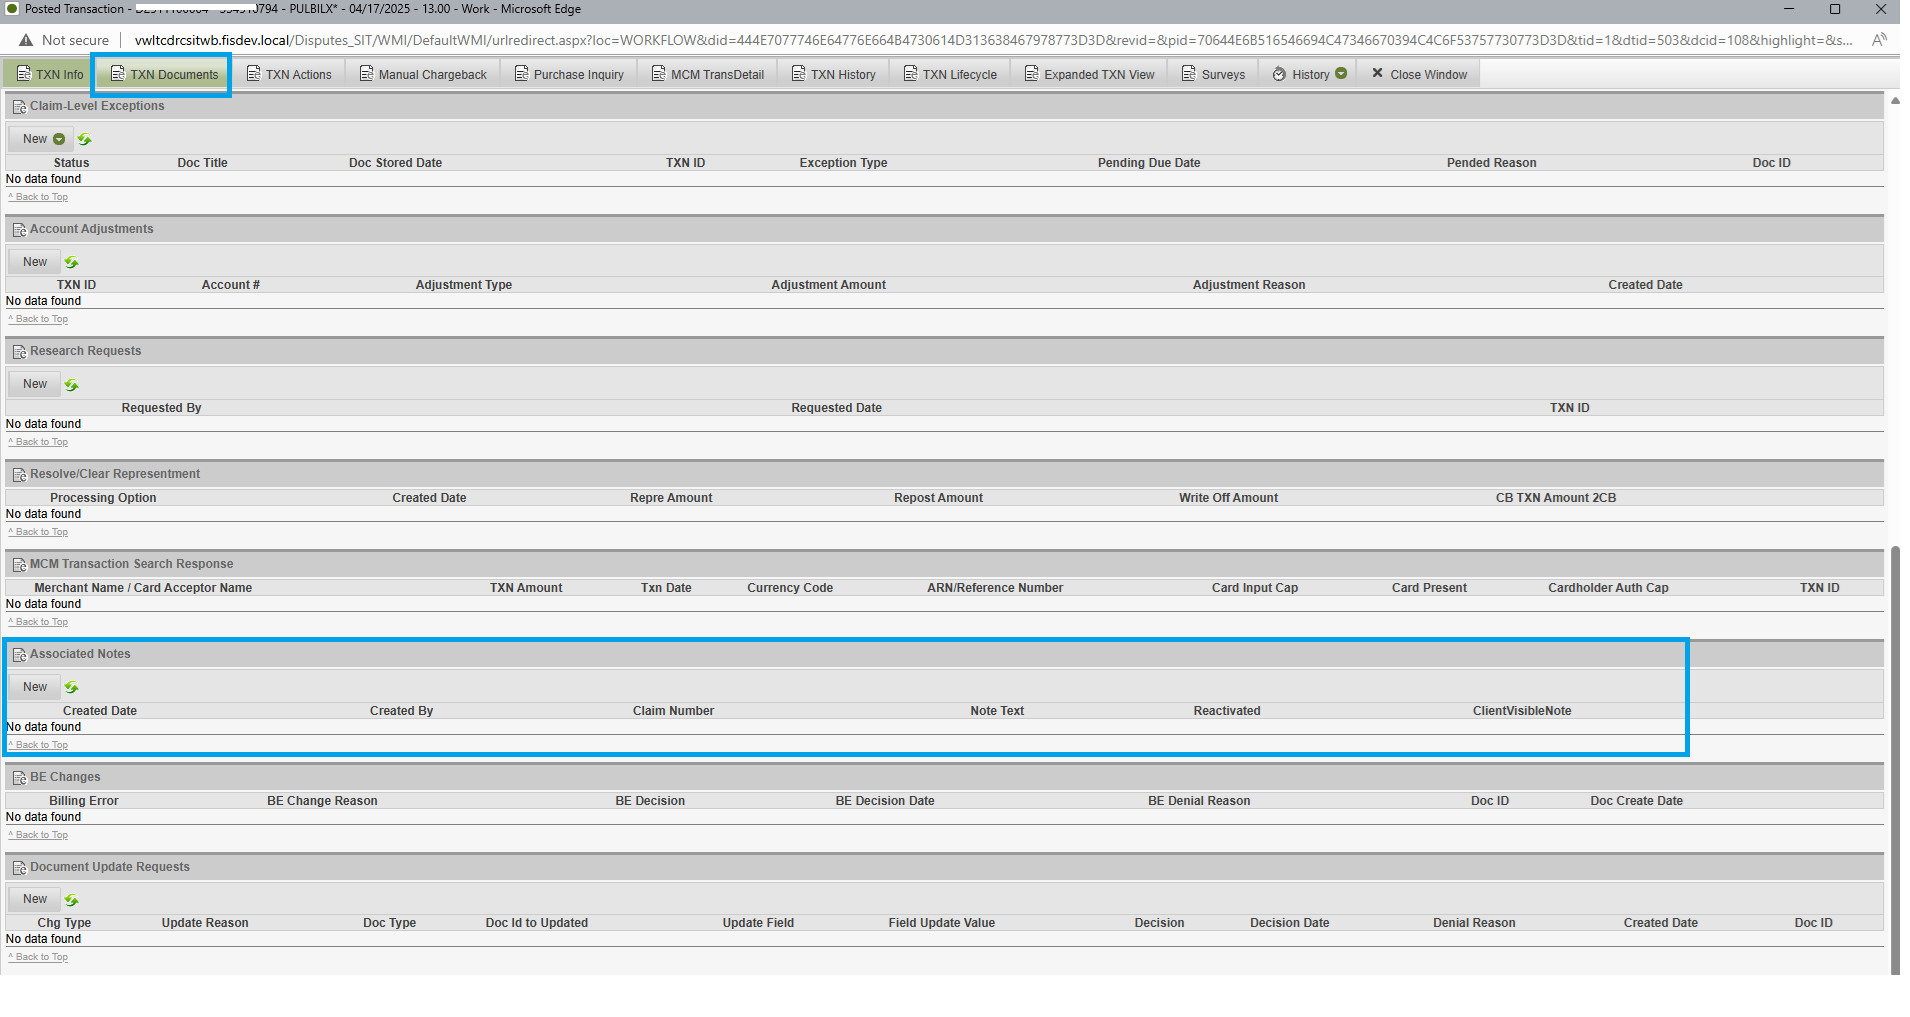 Posted Transaction - 0794 - PULBILX* - 04/17/2025 - 13.00 - Work - Microsoft Edge
Not secure vwltcdrcsitwb.fisdev.local/Disputes_SIT/WMI/DefaultWMI/urlredirect.aspx?loc=WORKFLOW&did=444E7077746E64776E664B4730614D313638467978773D3D&revid=&pid=70644E6B516546694C47346670394C4C6F53757730773D3D&tid=1&dtid=503&dcid=108&highlight=&s...
TXN Info TXN Documents TXN Actions Manual Chargeback Purchase Inquiry MCM TransDetail TXN History TXN Lifecycle Expanded TXN View Surveys History Close Window
Claim-Level Exceptions
New
Status Doc Title Doc Stored Date TXN ID Exception Type Pending Due Date Pended Reason Doc ID
No data found
^ Back to Top
Account Adjustments
New
TXN ID Account # Adjustment Type Adjustment Amount Adjustment Reason Created Date
No data found
^ Back to Top
Research Requests
New
Requested By Requested Date TXN ID
No data found
^ Back to Top
Resolve/Clear Representment
Processing Option Created Date Repre Amount Repost Amount Write Off Amount CB TXN Amount 2CB
No data found
^ Back to Top
MCM Transaction Search Response
Merchant Name / Card Acceptor Name TXN Amount Txn Date Currency Code ARN/Reference Number Card Input Cap Card Present Cardholder Auth Cap TXN ID
No data found
^ Back to Top
Associated Notes
New
Created Date Created By Claim Number Note Text Reactivated ClientVisibleNote
No data found
^ Back to Top
BE Changes
Billing Error BE Change Reason BE Decision BE Decision Date BE Denial Reason Doc ID Doc Create Date
No data found
^ Back to Top
Document Update Requests
New
Chg Type Update Reason Doc Type Doc Id to Updated Update Field Field Update Value Decision Decision Date Denial Reason Created Date Doc ID
No data found
^ Back to Top